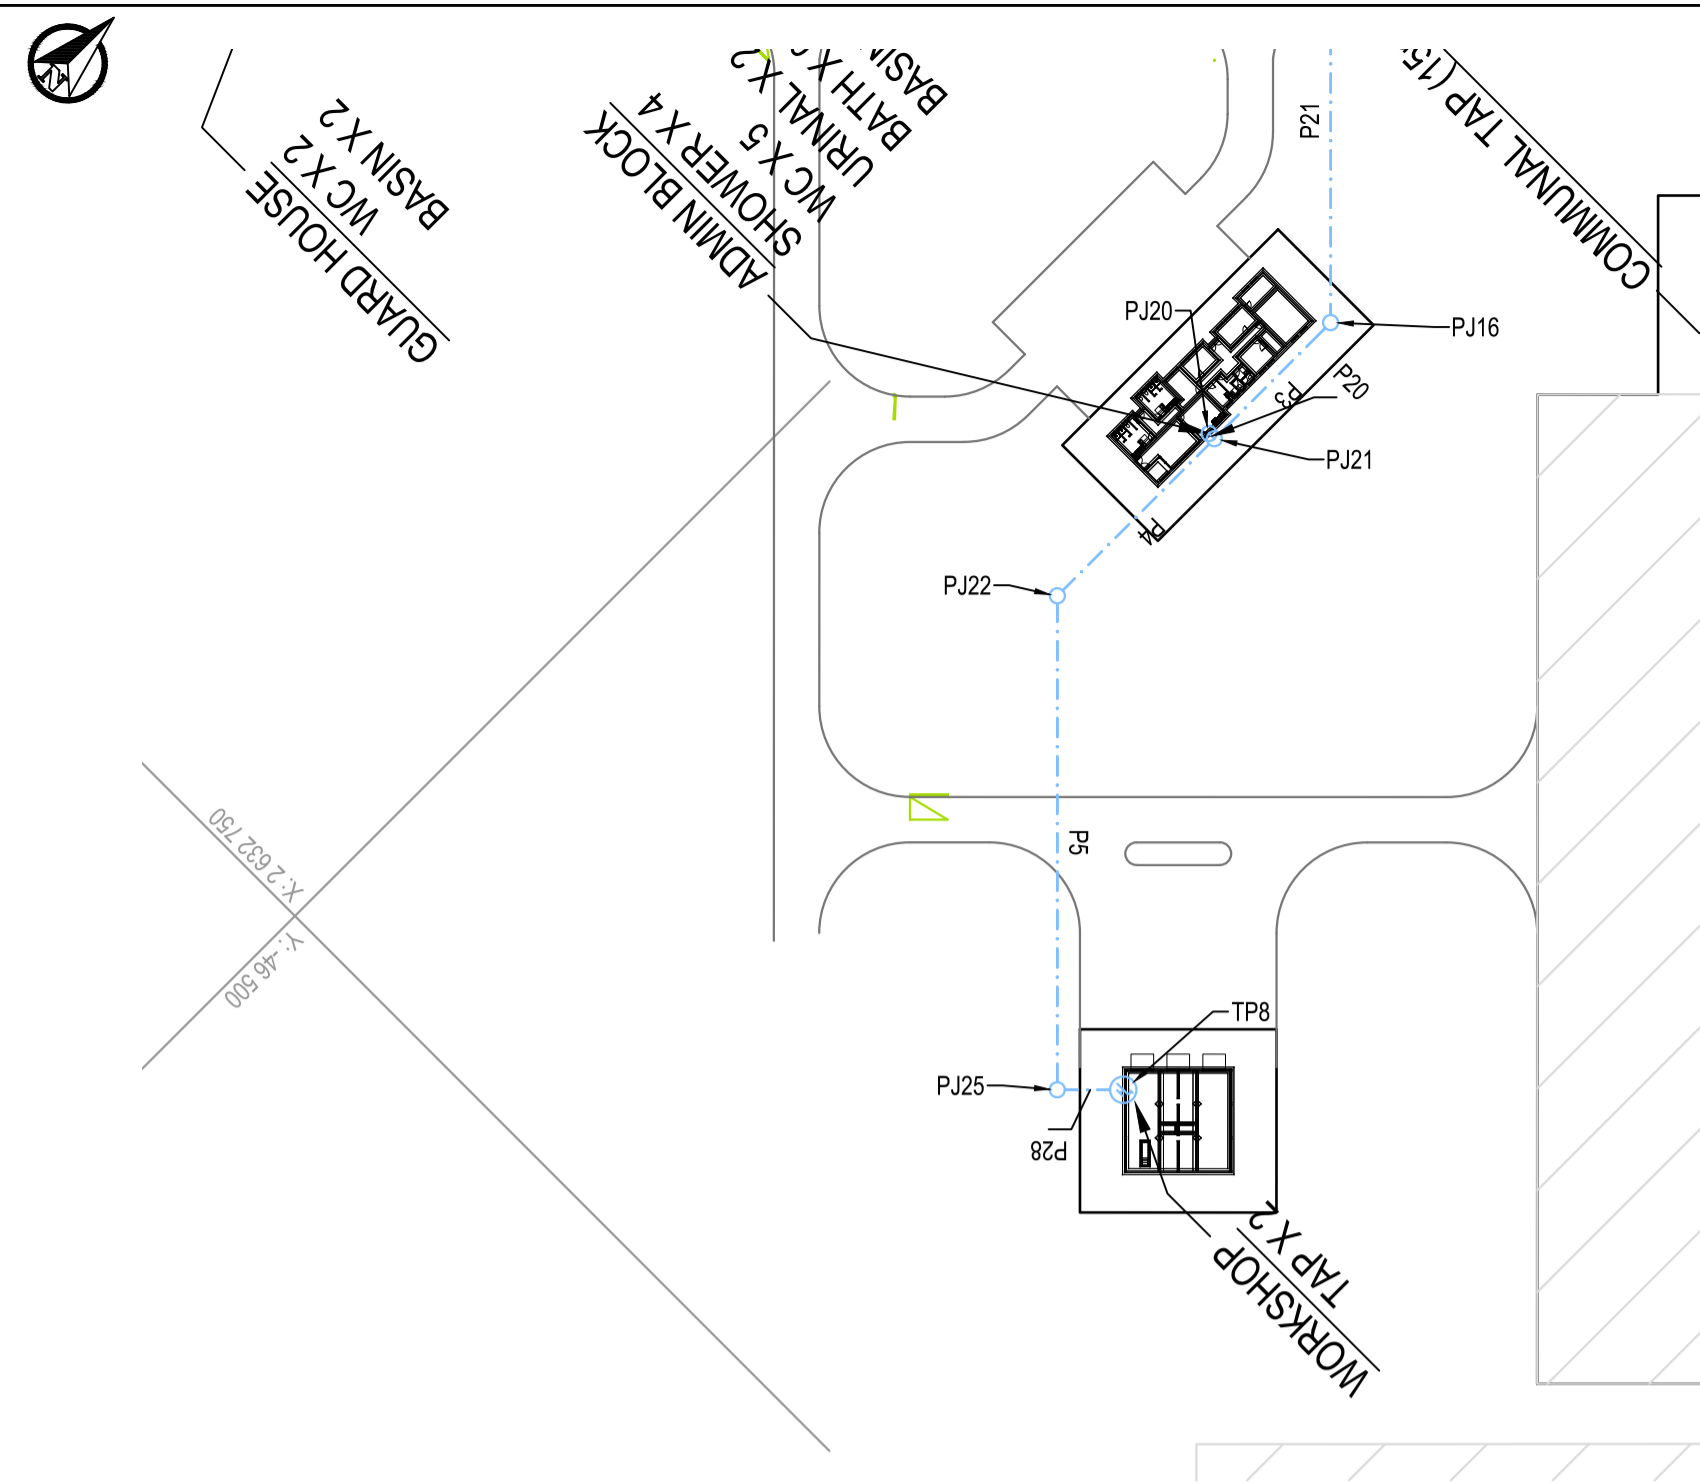 N
GUARD HOUSE
WC X 2
BASIN X 2
ADMIN BLOCK
SHOWER X 4
WC X 5
URINAL X 2
BATH X
BASIN
COMMUNAL TAP (15
P21
PJ20
PJ16
P20
P3
PJ21
P4
PJ22
P5
X: 2 632 750
Y: -46 500
TP8
PJ25
P28
WORKSHOP
TAP X 2